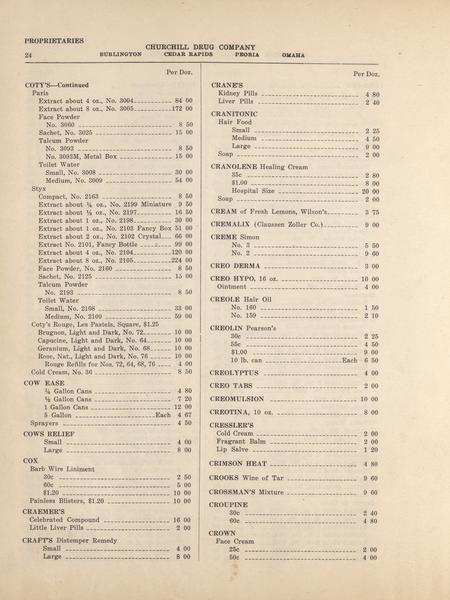 PROPRIETARIES
CHURCHILL DRUG COMPANY
24 BURLINGTON CEDAR RAPIDS PEORIA OMAHA
Per Doz.
COTY'S—Continued
Paris
Extract about 4 oz., No. 3004 84 00
Extract about 8 oz., No. 3005 172 00
Face Powder
No. 3060 8 50
Sachet, No. 3025 15 00
Talcum Powder
No. 3093 8 50
No. 3093M, Metal Box 15 00
Toilet Water
Small, No. 3008 30 00
Medium, No. 3009 54 00
Styx
Compact, No. 2163 8 50
Extract about ¼ oz., No. 2199 Miniature 9 50
Extract about ½ oz., No. 2197 16 50
Extract about 1 oz., No. 2198 30 00
Extract about 1 oz., No. 2103 Fancy Box 51 00
Extract about 2 oz., No. 2102 Crystal 66 00
Extract No. 2101, Fancy Bottle 99 00
Extract about 4 oz., No. 2104 120 00
Extract about 8 oz., No. 2105 224 00
Face Powder, No. 2160 8 50
Sachet, No. 2125 15 00
Talcum Powder
No. 2193 8 50
Toilet Water
Small, No. 2108 33 00
Medium, No. 2109 59 00
Coty's Rouge, Les Pastels, Square, $1.25
Brugnon, Light and Dark, No. 72 10 00
Capucine, Light and Dark, No. 64 10 00
Geranium, Light and Dark, No. 68 10 00
Rose, Nat., Light and Dark, No. 76 10 00
Rouge Refills for Nos. 72, 64, 68, 76 4 00
Cold Cream, No. 36 8 50
COW EASE
¼ Gallon Cans 4 80
½ Gallon Cans 7 20
1 Gallon Cans 12 00
5 Gallon Each 4 67
Sprayers 4 50
COWS RELIEF
Small 4 00
Large 8 00
COX
Barb Wire Liniment
30c 2 50
60c 5 00
$1.20 10 00
Painless Blisters, $1.20 10 00
CRAEMER'S
Celebrated Compound 16 00
Little Liver Pills 2 00
CRAFT'S Distemper Remedy
Small 4 00
Large 8 00
Per Doz.
CRANE'S
Kidney Pills 4 80
Liver Pills 2 40
CRANITONIC
Hair Food
Small 2 25
Medium 4 50
Large 9 00
Soap 2 00
CRANOLENE Healing Cream
35c 2 80
$1.00 8 00
Hospital Size 20 00
Soap 2 00
CREAM of Fresh Lemons, Wilson's 3 75
CREMALIX (Claussen Zoller Co.) 9 00
CREME Simon
No. 3 5 50
No. 2 9 60
CREO DERMA 3 00
CREO HYPO, 16 oz. 10 00
Ointment 4 00
CREOLE Hair Oil
No. 160 1 50
No. 159 2 10
CREOLIN Pearson's
30c 2 25
55c 4 50
$1.00 9 00
10 lb. can Each 6 50
CREOLYPTUS 4 00
CREO TABS 2 00
CREOMULSION 10 00
CREOTINA, 10 oz. 8 00
CRESSLER'S
Cold Cream 2 00
Fragrant Balm 2 00
Lip Salve 1 20
CRIMSON HEAT 4 80
CROOKS Wine of Tar 9 60
CROSSMAN'S Mixture 9 60
CROUPINE
30c 2 40
60c 4 80
CROWN
Face Cream
25c 2 00
50c 4 00